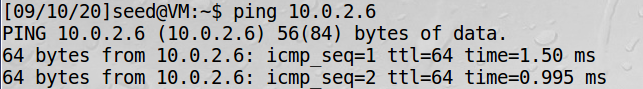 [09/10/20]seed@VM:~$ ping 10.0.2.6
PING 10.0.2.6 (10.0.2.6) 56(84) bytes of data.
64 bytes from 10.0.2.6: icmp_seq=1 ttl=64 time=1.50 ms
64 bytes from 10.0.2.6: icmp_seq=2 ttl=64 time=0.995 ms